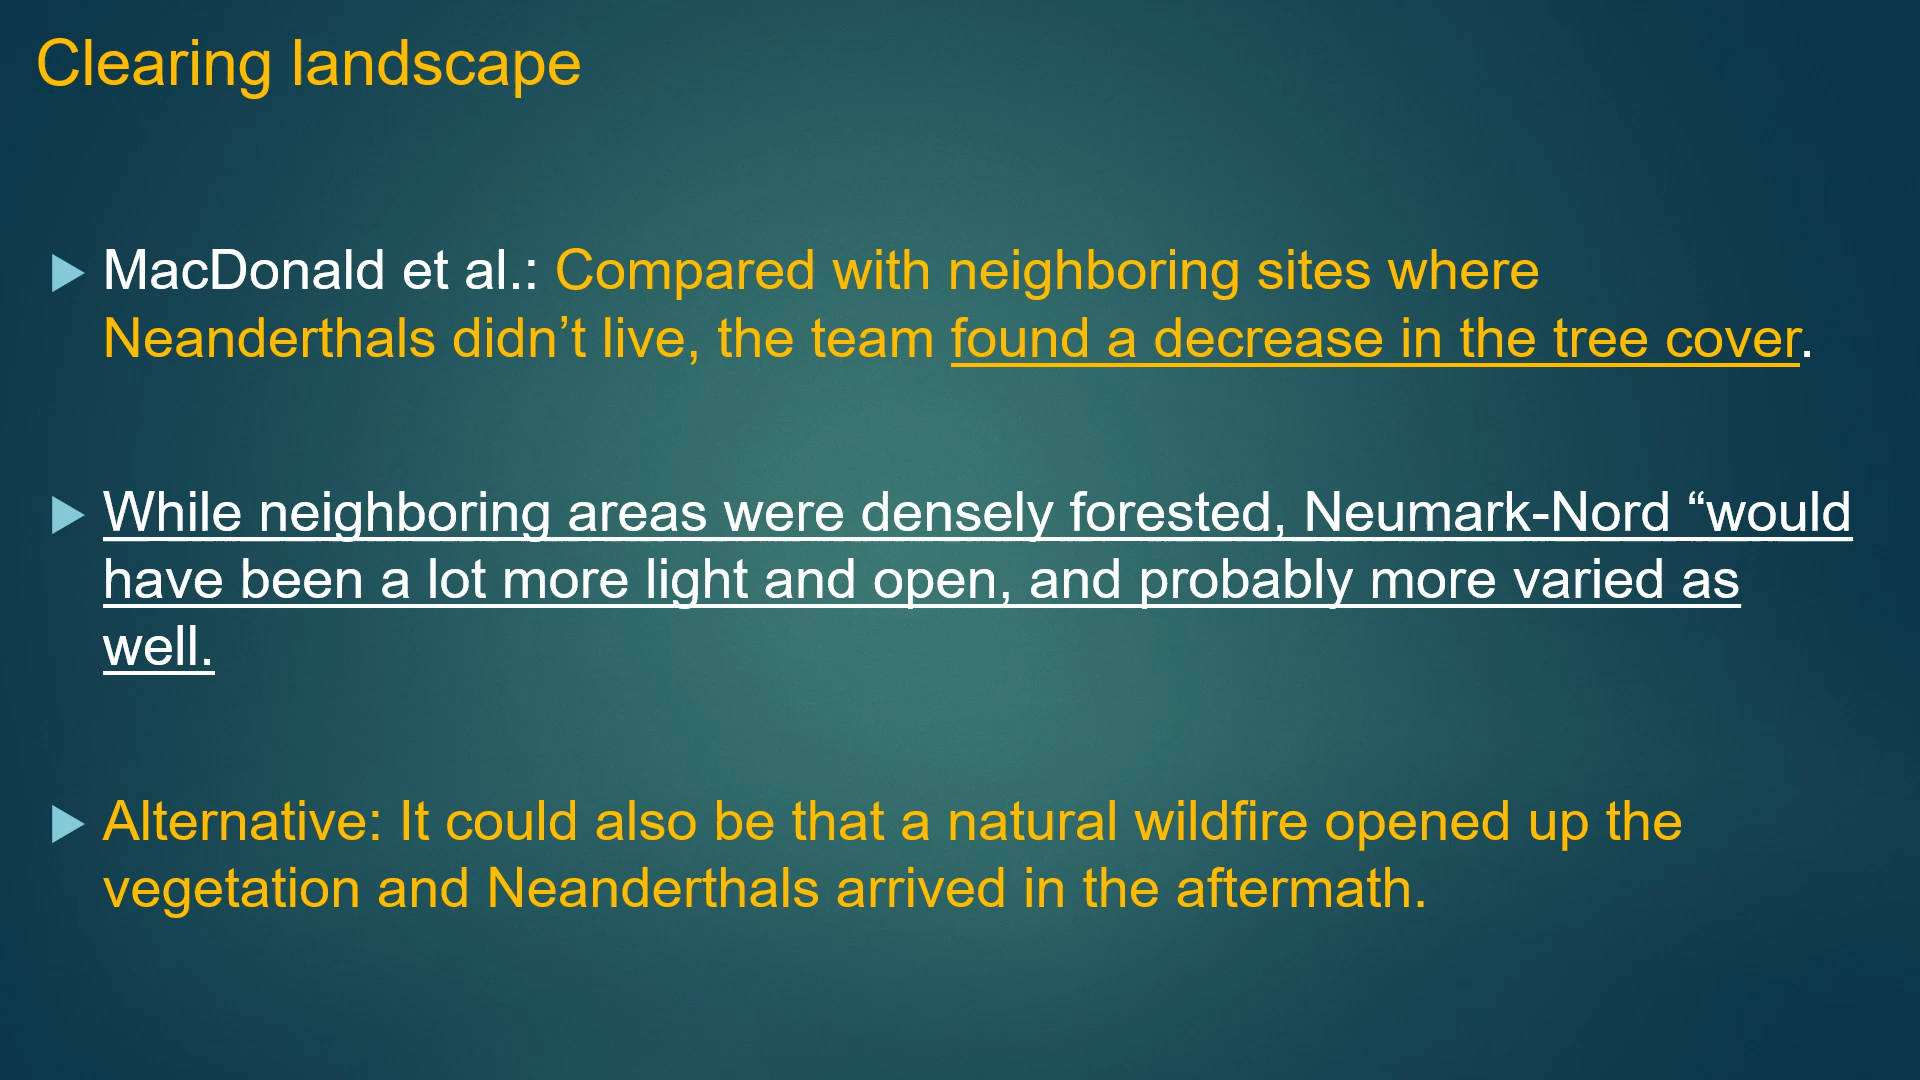 Clearing landscape
MacDonald et al.: Compared with neighboring sites where
Neanderthals didn’t live, the team found a decrease in the tree cover.
While neighboring areas were densely forested, Neumark-Nord “would
have been a lot more light and open, and probably more varied as
well.
Alternative: It could also be that a natural wildfire opened up the
vegetation and Neanderthals arrived in the aftermath.